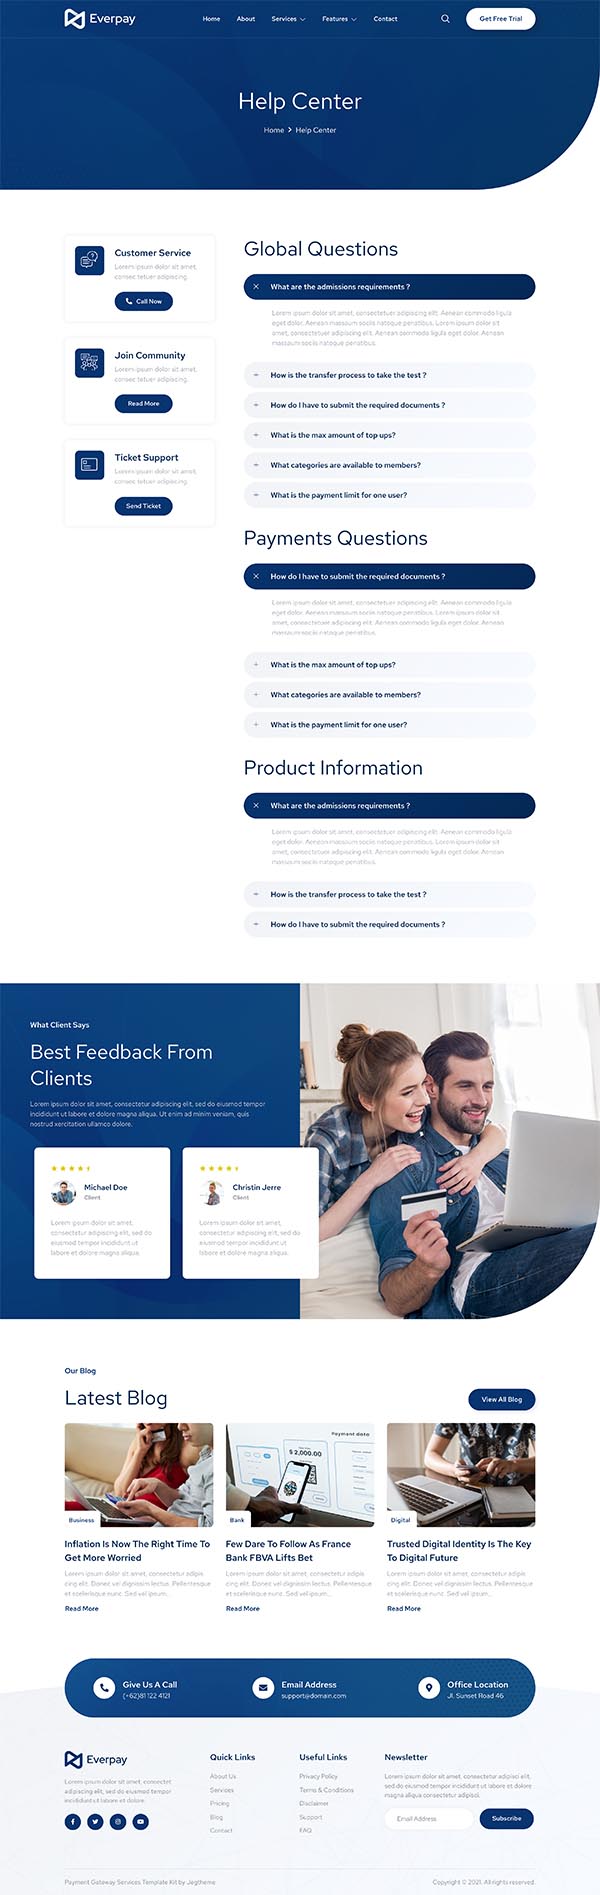 Everpay
Home About Services Features Contact
Get Free Trial
Help Center
Home > Help Center
Customer Service
Lorem ipsum dolor sit amet,
consec tetuer adipiscing.
Call Now
Join Community
Lorem ipsum dolor sit amet,
consec tetuer adipiscing.
Read More
Ticket Support
Lorem ipsum dolor sit amet,
consec tetuer adipiscing.
Send Ticket
Global Questions
What are the admissions requirements ?
Lorem ipsum dolor sit amet, consectetuer adipiscing elit. Aenean commodo ligula
eget dolor. Aenean massaum sociis natoque penatibus. Lorem ipsum dolor sit
amet, consectetuer adipiscing elit. Aenean commodo ligula eget dolor. Aenean
massaum sociis natoque penatibus.
How is the transfer process to take the test ?
How do I have to submit the required documents ?
What is the max amount of top ups?
What categories are available to members?
What is the payment limit for one user?
Payments Questions
How do I have to submit the required documents ?
Lorem ipsum dolor sit amet, consectetuer adipiscing elit. Aenean commodo ligula
eget dolor. Aenean massaum sociis natoque penatibus. Lorem ipsum dolor sit
amet, consectetuer adipiscing elit. Aenean commodo ligula eget dolor. Aenean
massaum sociis natoque penatibus.
What is the max amount of top ups?
What categories are available to members?
What is the payment limit for one user?
Product Information
What are the admissions requirements ?
Lorem ipsum dolor sit amet, consectetuer adipiscing elit. Aenean commodo ligula
eget dolor. Aenean massaum sociis natoque penatibus. Lorem ipsum dolor sit
amet, consectetuer adipiscing elit. Aenean commodo ligula eget dolor. Aenean
massaum sociis natoque penatibus.
How is the transfer process to take the test ?
How do I have to submit the required documents ?
What Client Says
Best Feedback From
Clients
Lorem ipsum dolor sit amet, consectetur adipiscing elit, sed do eiusmod tempor
incididunt ut labore et dolore magna aliqua. Ut enim ad minim veniam, quis
nostrud xercitation ullamco dolore.
Michael Doe
Client
Lorem ipsum dolor sit amet,
consectetur adipiscing elit, sed do
eiusmod tempor incididunt ut
labore et dolore magna aliqua.
Christin Jerre
Client
Lorem ipsum dolor sit amet,
consectetur adipiscing elit, sed do
eiusmod tempor incididunt ut
labore et dolore magna aliqua.
Our Blog
Latest Blog
View All Blog
Business
Inflation Is Now The Right Time To
Get More Worried
Lorem ipsum dolor sit amet, consectetur adipis
cing elit. Donec vel dignissim lectus. Pellentesque
et scelerisque nunc. Sed vel ipsum...
Read More
Payment data
$ 2,000.00
Bank
Few Dare To Follow As France
Bank FBVA Lifts Bet
Lorem ipsum dolor sit amet, consectetur adipis
cing elit. Donec vel dignissim lectus. Pellentesque
et scelerisque nunc. Sed vel ipsum...
Read More
Digital
Trusted Digital Identity Is The Key
To Digital Future
Lorem ipsum dolor sit amet, consectetur adipis
cing elit. Donec vel dignissim lectus. Pellentesque
et scelerisque nunc. Sed vel ipsum...
Read More
Give Us A Call
(+62)81 122 4121
Email Address
support@domain.com
Office Location
Jl. Sunset Road 46
Everpay
Lorem ipsum dolor sit amet, consectet
adipiscing elit, sed do eiusmod tempor
incididunt ut labore et dolore.
Quick Links
About Us
Services
Pricing
Blog
Contact
Useful Links
Privacy Policy
Terms & Conditions
Disclaimer
Support
FAQ
Newsletter
Lorem ipsum dolor sit amet, consectetur adipisci elit,
sed do eiusmod tempor incididunt ut labore et dolore
magna aliqua consectetur adipisci.
Email Address
Subscribe
Payment Gateway Services Template Kit by Jegtheme
Copyright © 2021. All rights reserved.